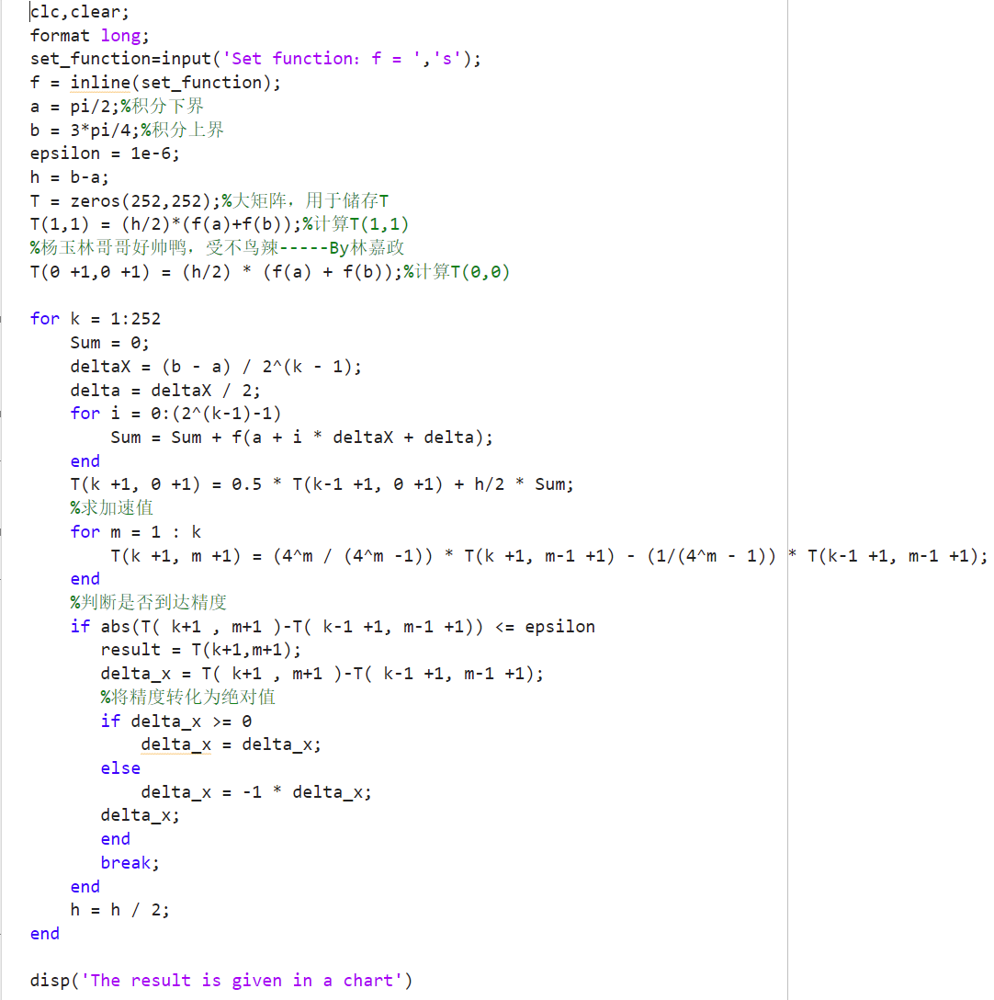 clc,clear;
format long;
set_function=input('Set function: f = ','s');
f = inline(set_function);
a = pi/2;%积分下界
b = 3*pi/4;%积分上界
epsilon = 1e-6;
h = b-a;
T = zeros(252,252);%大矩阵，用于储存T
T(1,1) = (h/2)*(f(a)+f(b));%计算T(1,1)
%杨玉林哥哥好帅鸭，受不鸟辣-----By林嘉政
T(0 +1,0 +1) = (h/2) * (f(a) + f(b));%计算T(0,0)
for k = 1:252
Sum = 0;
deltaX = (b - a) / 2^(k - 1);
delta = deltaX / 2;
for i = 0:(2^(k-1)-1)
Sum = Sum + f(a + i * deltaX + delta);
end
T(k +1, 0 +1) = 0.5 * T(k-1 +1, 0 +1) + h/2 * Sum;
%求加速值
for m = 1 : k
T(k +1, m +1) = (4^m / (4^m -1)) * T(k +1, m-1 +1) - (1/(4^m - 1)) * T(k-1 +1, m-1 +1);
end
%判断是否到达精度
if abs(T( k+1 , m+1 )-T( k-1 +1, m-1 +1)) <= epsilon
result = T(k+1,m+1);
delta_x = T( k+1 , m+1 )-T( k-1 +1, m-1 +1);
%将精度转化为绝对值
if delta_x >= 0
delta_x = delta_x;
else
delta_x = -1 * delta_x;
delta_x;
end
break;
end
h = h / 2;
end
disp('The result is given in a chart')